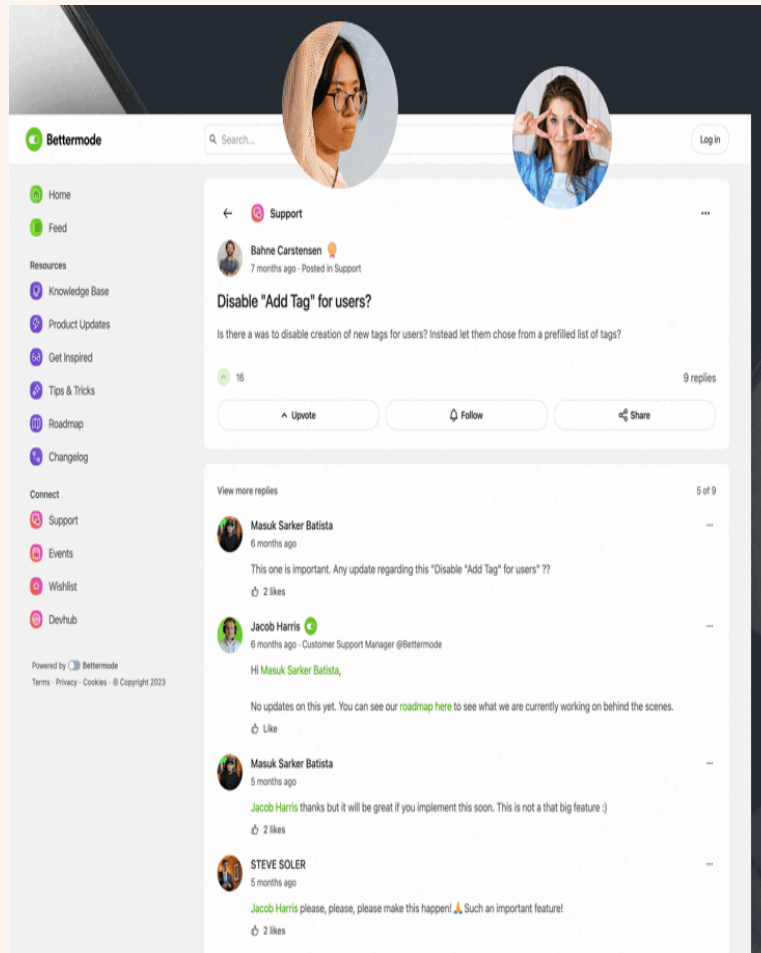 Bettermode
Search...
Log in
Home
Feed
Resources
Knowledge Base
Product Updates
Get Inspired
Tips & Tricks
Roadmap
Changelog
Connect
Support
Events
Wishlist
Devhub
Powered by Bettermode
Terms · Privacy · Cookies · © Copyright 2023
Support
Bahne Carstensen
7 months ago · Posted in Support
Disable "Add Tag" for users?
Is there a was to disable creation of new tags for users? Instead let them chose from a prefilled list of tags?
16
9 replies
Upvote
Follow
Share
View more replies
5 of 9
Masuk Sarker Batista
6 months ago
This one is important. Any update regarding this "Disable "Add Tag" for users" ??
2 likes
Jacob Harris
6 months ago · Customer Support Manager @Bettermode
Hi Masuk Sarker Batista,
No updates on this yet. You can see our roadmap here to see what we are currently working on behind the scenes.
Like
Masuk Sarker Batista
5 months ago
Jacob Harris thanks but it will be great if you implement this soon. This is not a that big feature :)
2 likes
STEVE SOLER
5 months ago
Jacob Harris please, please, please make this happen! 🙏 Such an important feature!
2 likes